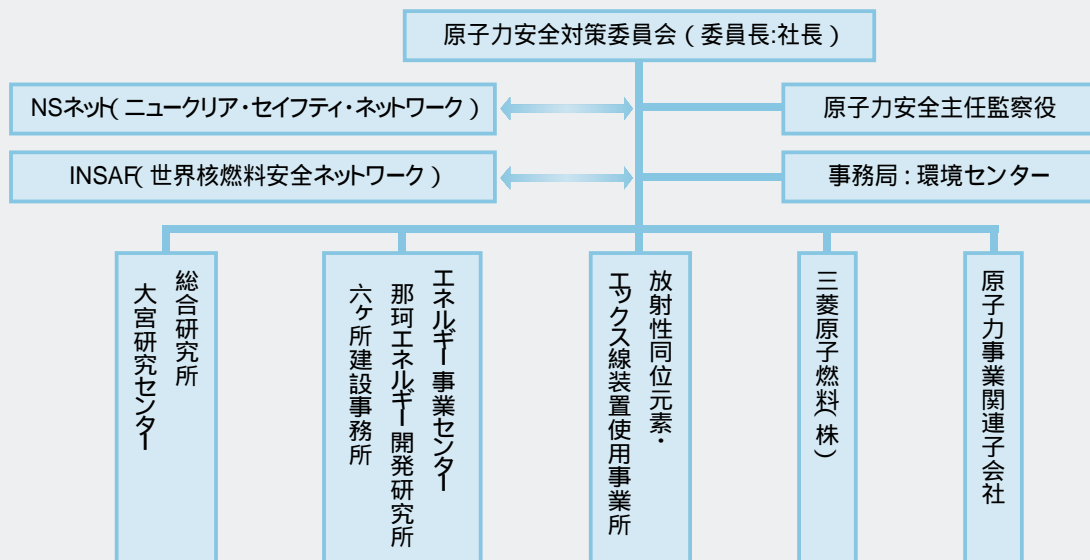 原子力安全対策委員会(委員長:社長)
NSネット(ニュークリア・セイフティ・ネットワーク)
原子力安全主任監察役
INSAF(世界核燃料安全ネットワーク)
事務局:環境センター
総合研究所
大宮研究センター
エネルギー事業センター
那珂エネルギー開発研究所
六ヶ所建設事務所
放射性同位元素・
エックス線装置使用事業所
三菱原子燃料(株)
原子力事業関連子会社